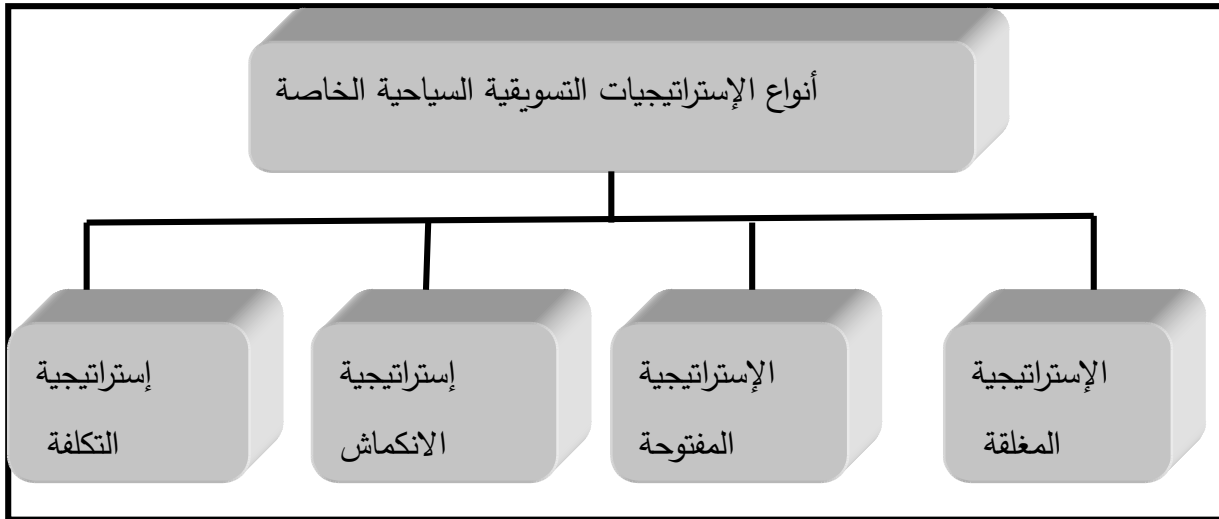 أنواع الإستراتيجيات التسويقية السياحية الخاصة
الإستراتيجية
المغلقة
الإستراتيجية
المفتوحة
إستراتيجية
الانكماش
إستراتيجية
التكلفة